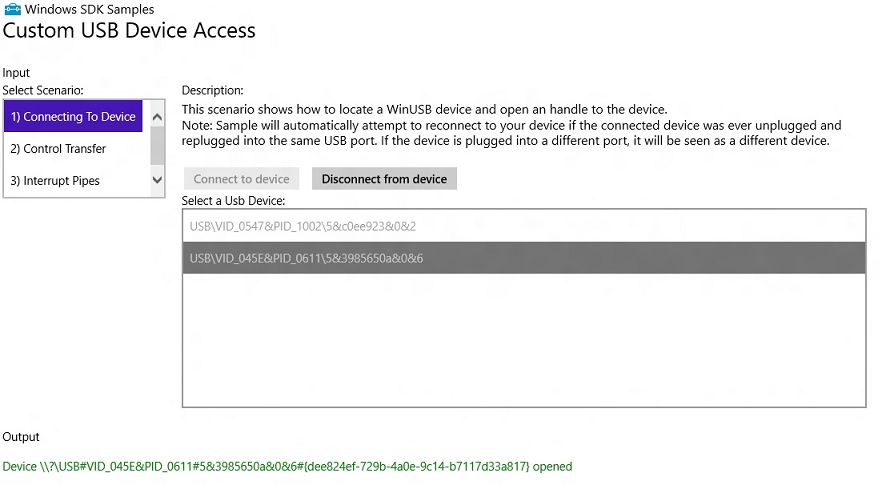 Windows SDK Samples
Custom USB Device Access
Input
Select Scenario:
1) Connecting To Device
2) Control Transfer
3) Interrupt Pipes
Description:
This scenario shows how to locate a WinUSB device and open an handle to the device.
Note: Sample will automatically attempt to reconnect to your device if the connected device was ever unplugged and
replugged into the same USB port. If the device is plugged into a different port, it will be seen as a different device.
Connect to device
Disconnect from device
Select a Usb Device:
USB\VID_0547&PID_1002\5&c0ee923&0&2
USB\VID_045E&PID_0611\5&3985650a&0&6
Output
Device \\?\USB#VID_045E&PID_0611#5&3985650a&0&6#{dee824ef-729b-4a0e-9c14-b7117d33a817} opened